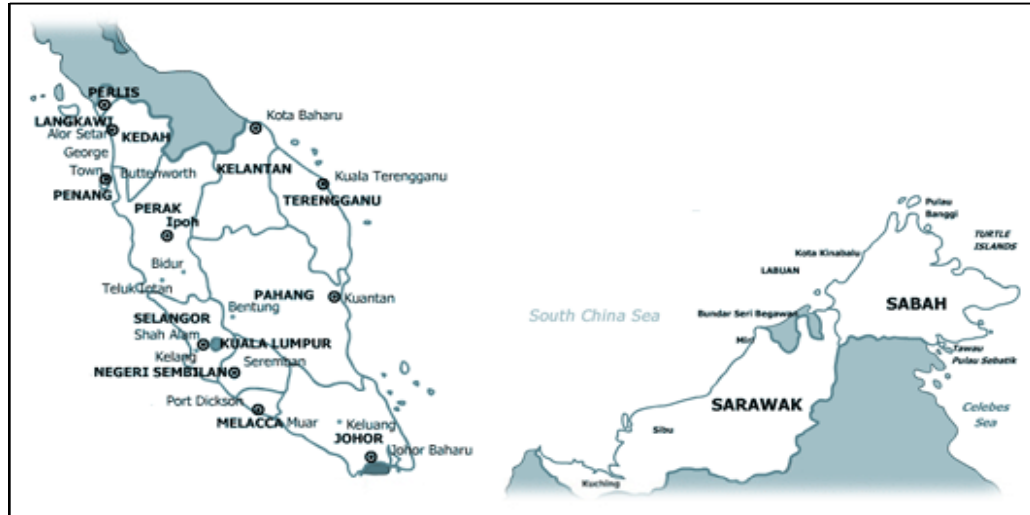 PERLIS
LANGKAWI
Alor Setar
KEDAH
George
Town
Buttenworth
PENANG
Kota Baharu
KELANTAN
Kuala Terengganu
TERENGGANU
PERAK
Ipoh
Bidur
Teluk Intan
PAHANG
Kuantan
Bentung
SELANGOR
Shah Alam
KUALA LUMPUR
Kelang
Seremban
NEGERI SEMBILAN
Port Dickson
MELACCA
Muar
Keluang
JOHOR
Johor Baharu
South China Sea
Pulau
Banggi
TURTLE
ISLANDS
Kota Kinabalu
LABUAN
SABAH
Bundar Seri Begawan
Miri
Tawau
Pulau Sebatik
SARAWAK
Celebes
Sea
Sibu
Kuching